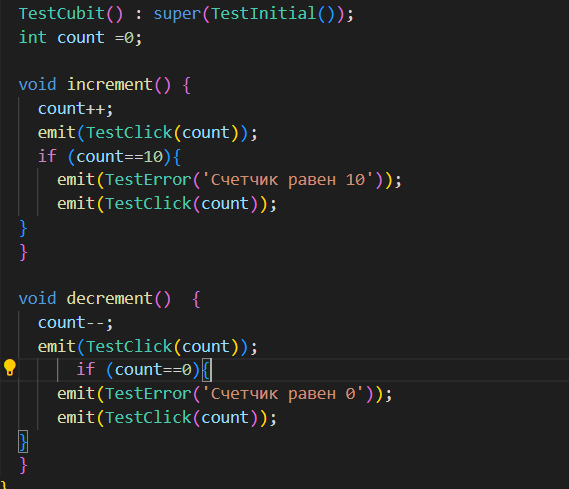 TestCubit() : super(TestInitial());
int count =0;
void increment() {
count++;
emit(TestClick(count));
if (count==10){
emit(TestError('Счетчик равен 10'));
emit(TestClick(count));
}
}
void decrement()  {
count--;
emit(TestClick(count));
if (count==0){
emit(TestError('Счетчик равен 0'));
emit(TestClick(count));
}
}
}